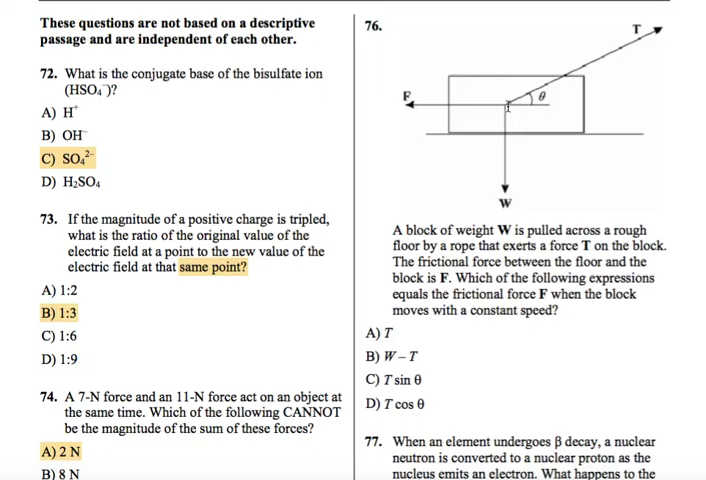 These questions are not based on a descriptive
passage and are independent of each other.
72. What is the conjugate base of the bisulfate ion
(HSO₄⁻)?
A) H⁺
B) OH⁻
C) SO₄²⁻
D) H₂SO₄
73. If the magnitude of a positive charge is tripled,
what is the ratio of the original value of the
electric field at a point to the new value of the
electric field at that same point?
A) 1:2
B) 1:3
C) 1:6
D) 1:9
74. A 7-N force and an 11-N force act on an object at
the same time. Which of the following CANNOT
be the magnitude of the sum of these forces?
A) 2 N
B) 8 N
76.
T
F
θ
W
A block of weight W is pulled across a rough
floor by a rope that exerts a force T on the block.
The frictional force between the floor and the
block is F. Which of the following expressions
equals the frictional force F when the block
moves with a constant speed?
A) T
B) W – T
C) T sin θ
D) T cos θ
77. When an element undergoes β decay, a nuclear
neutron is converted to a nuclear proton as the
nucleus emits an electron. What happens to the